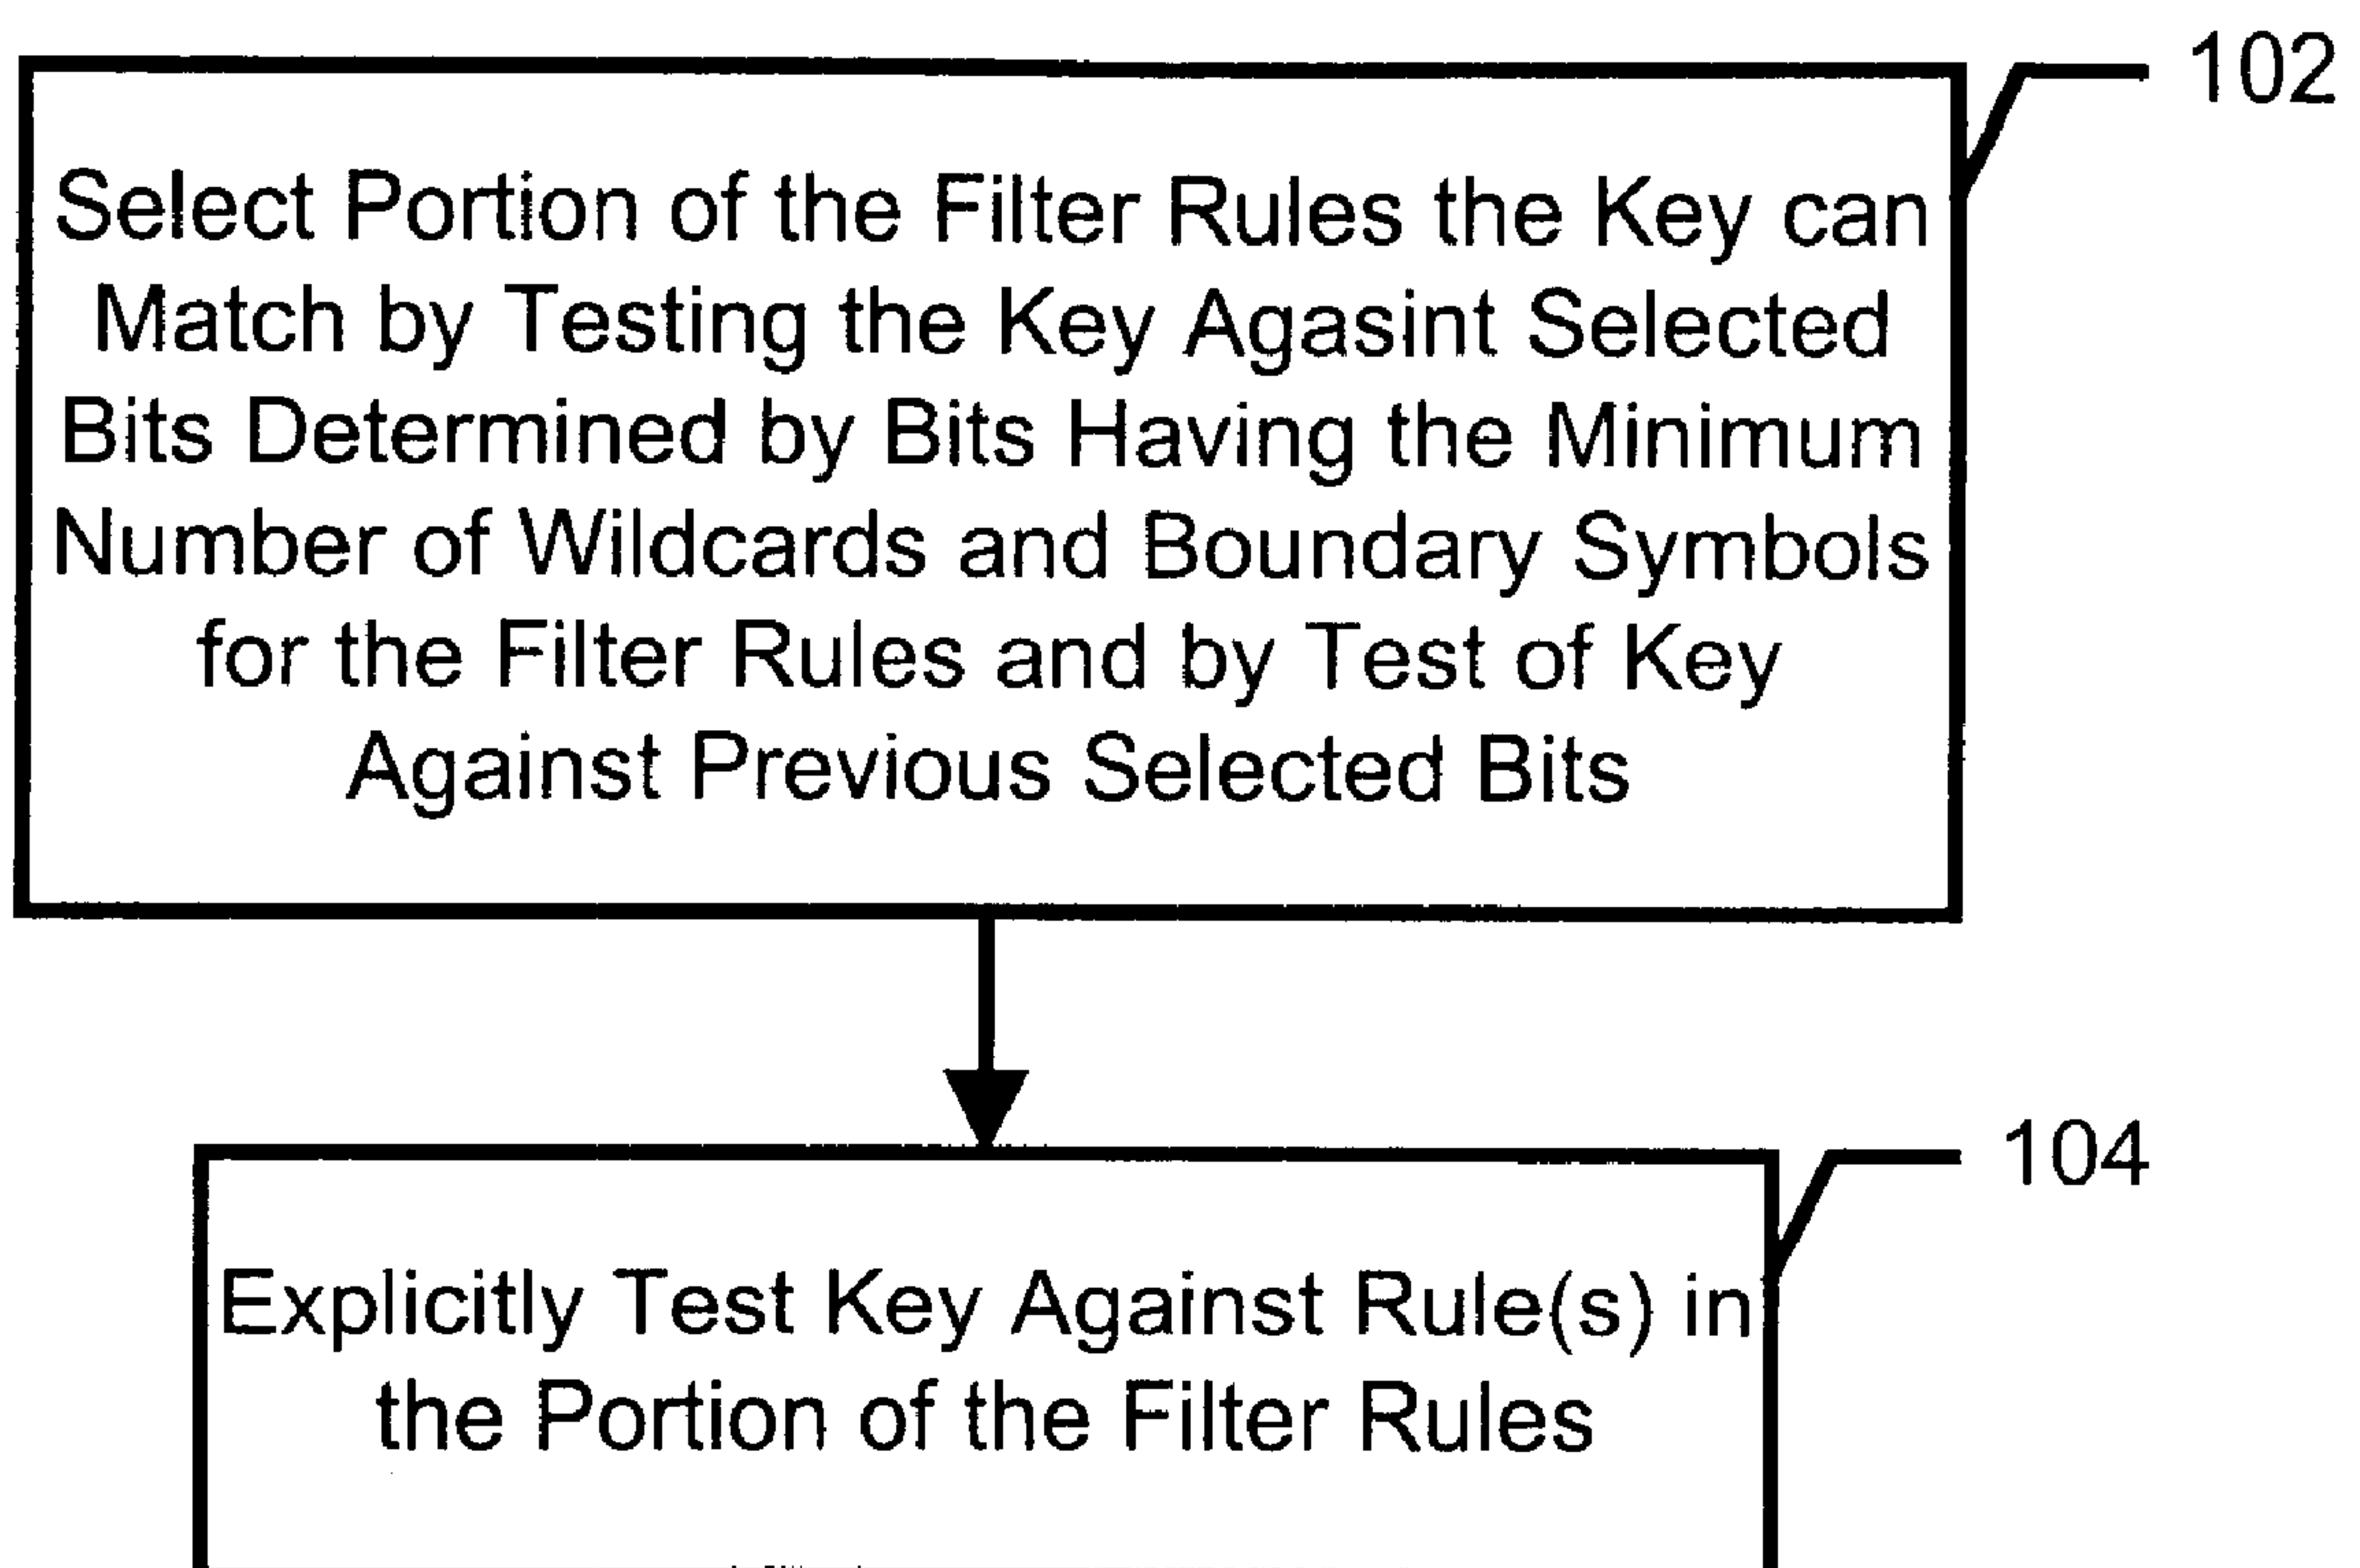 102
Select Portion of the Filter Rules the Key can
Match by Testing the Key Agasint Selected
Bits Determined by Bits Having the Minimum
Number of Wildcards and Boundary Symbols
for the Filter Rules and by Test of Key
Against Previous Selected Bits
104
Explicitly Test Key Against Rule(s) in
the Portion of the Filter Rules